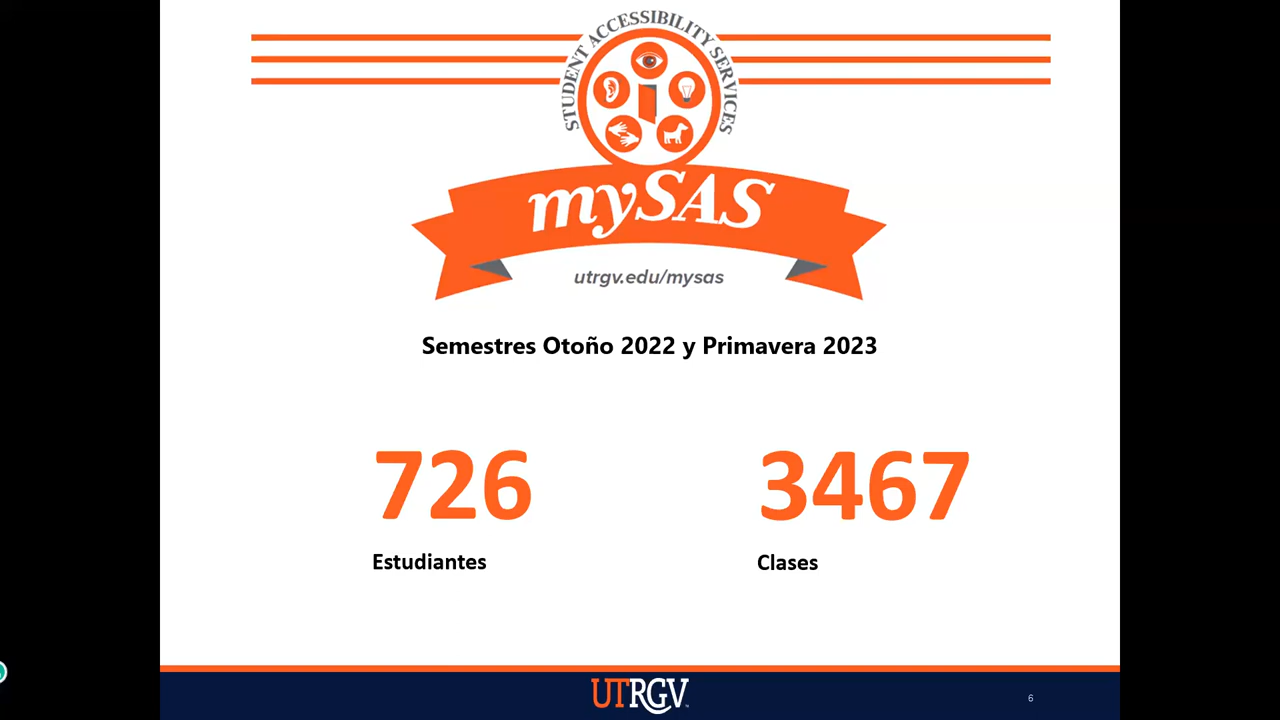 STUDENT ACCESSIBILITY SERVICES
mySAS
utrgv.edu/mysas
Semestres Otoño 2022 y Primavera 2023
726 3467
Estudiantes Clases
UTRGV
6